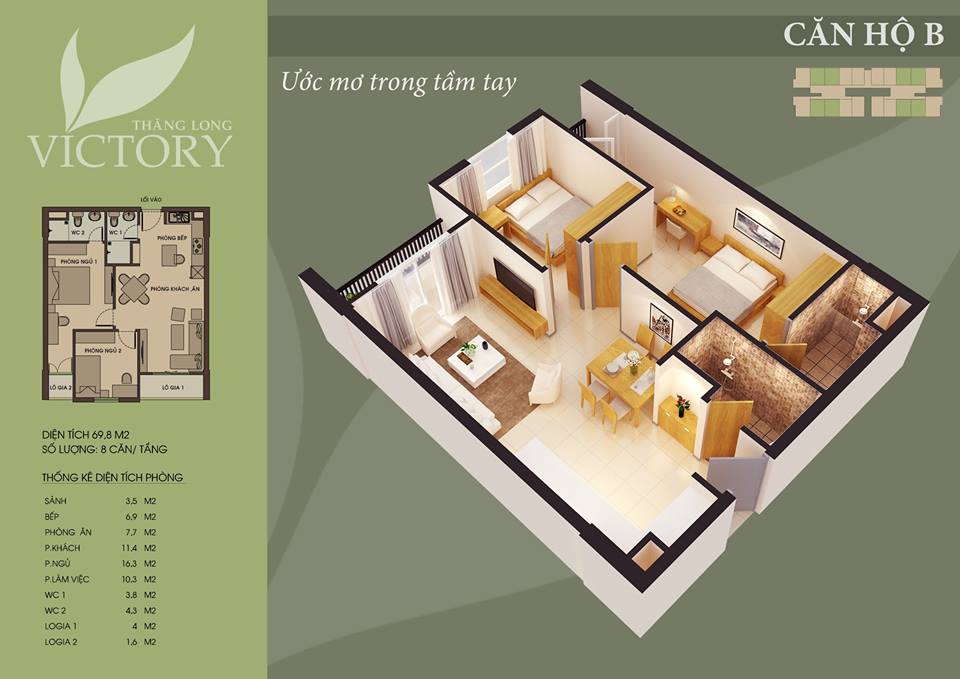 CĂN HỘ B
Ước mơ trong tầm tay
THĂNG LONG
VICTORY
LỐI VÀO
WC 2
WC 1
PHÒNG BẾP
PHÒNG NGỦ 1
PHÒNG KHÁCH ,ĂN
PHÒNG NGỦ 2
LÔ GIA 2
LÔ GIA 1
DIỆN TÍCH 69,8 M2
SỐ LƯỢNG: 8 CĂN/ TẦNG
THỐNG KÊ DIỆN TÍCH PHÒNG
SẢNH 3,5 M2
BẾP 6,9 M2
PHÒNG ĂN 7,7 M2
P.KHÁCH 11,4 M2
P.NGỦ 16,3 M2
P.LÀM VIỆC 10,3 M2
WC 1 3,8 M2
WC 2 4,3 M2
LOGIA 1 4 M2
LOGIA 2 1,6 M2